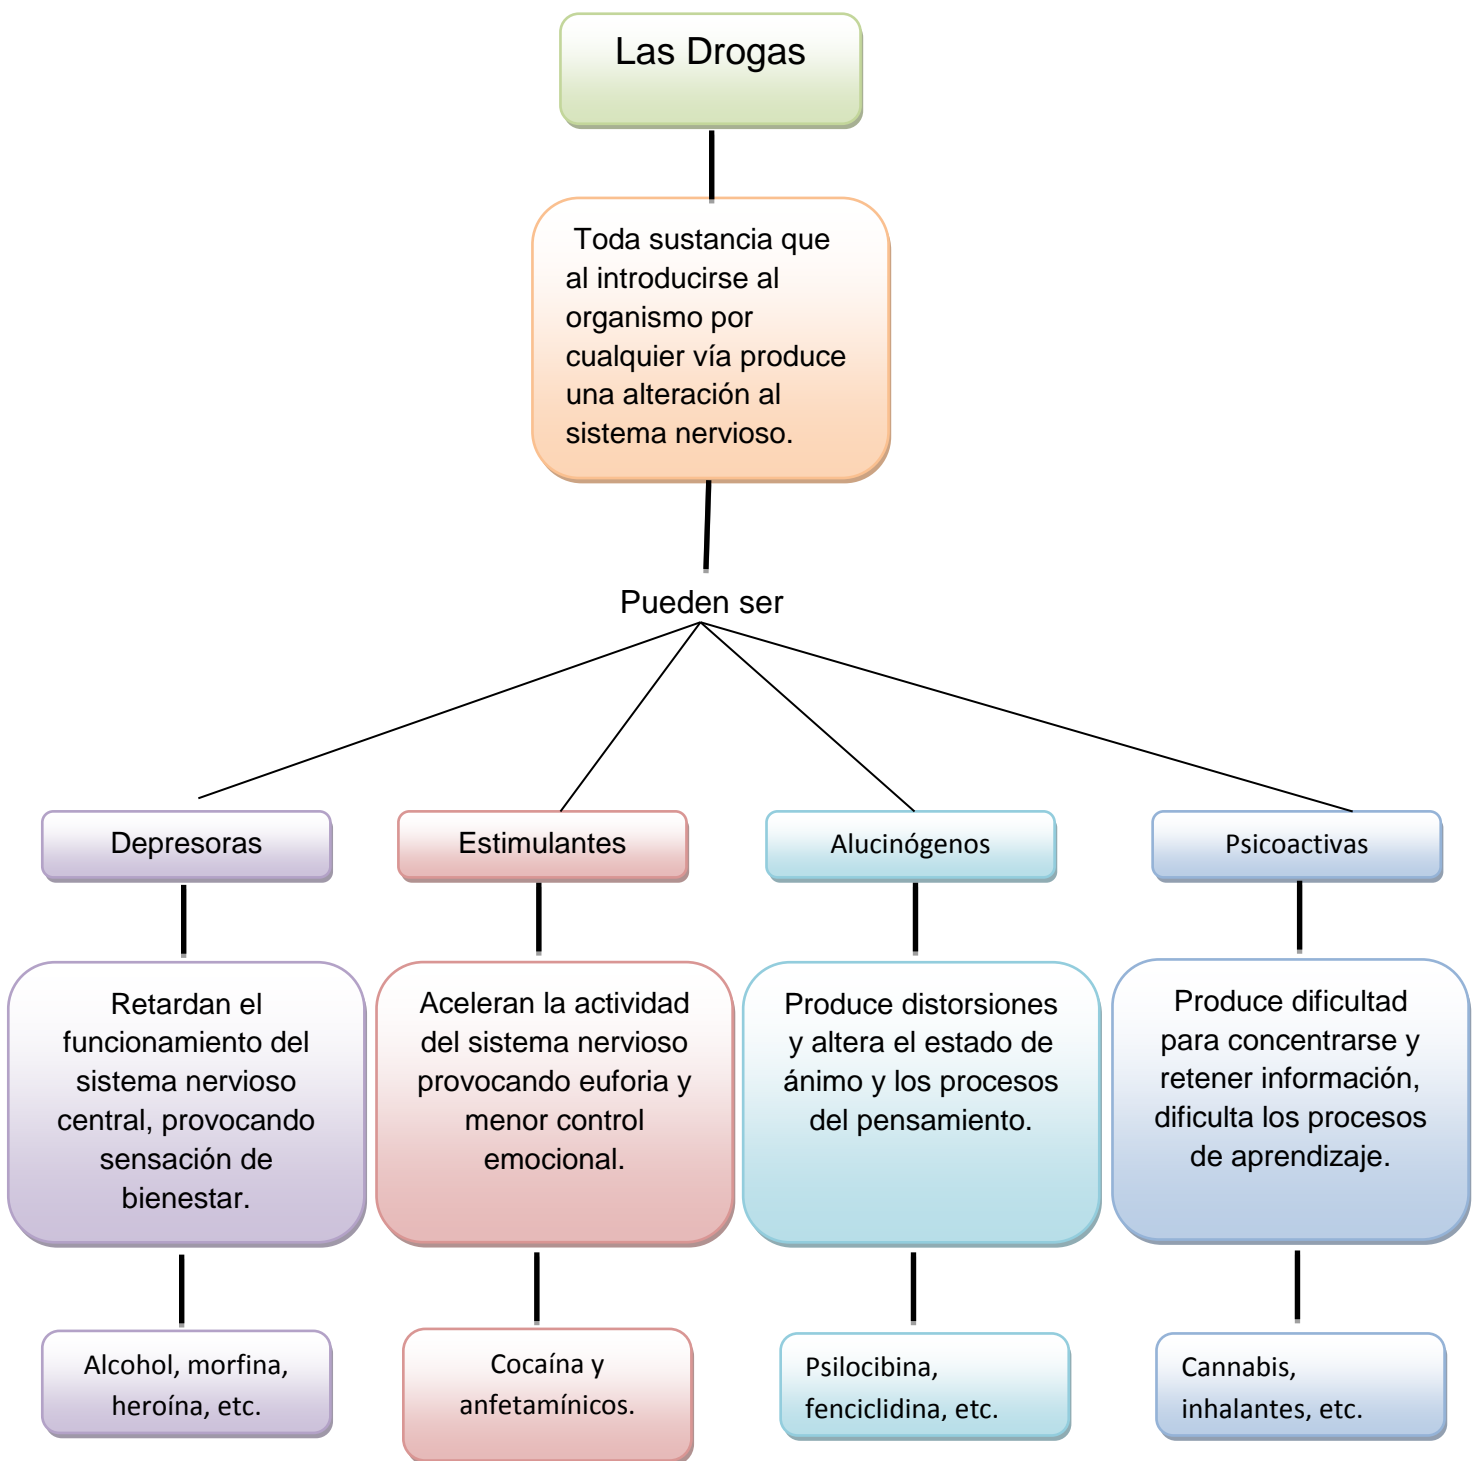 Las Drogas
Toda sustancia que
al introducirse al
organismo por
cualquier vía produce
una alteración al
sistema nervioso.
Pueden ser
Depresoras
Estimulantes
Alucinógenos
Psicoactivas
Retardan el
funcionamiento del
sistema nervioso
central, provocando
sensación de
bienestar.
Aceleran la actividad
del sistema nervioso
provocando euforia y
menor control
emocional.
Produce distorsiones
y altera el estado de
ánimo y los procesos
del pensamiento.
Produce dificultad
para concentrarse y
retener información,
dificulta los procesos
de aprendizaje.
Alcohol, morfina,
heroína, etc.
Cocaína y
anfetamínicos.
Psilocibina,
fenciclidina, etc.
Cannabis,
inhalantes, etc.